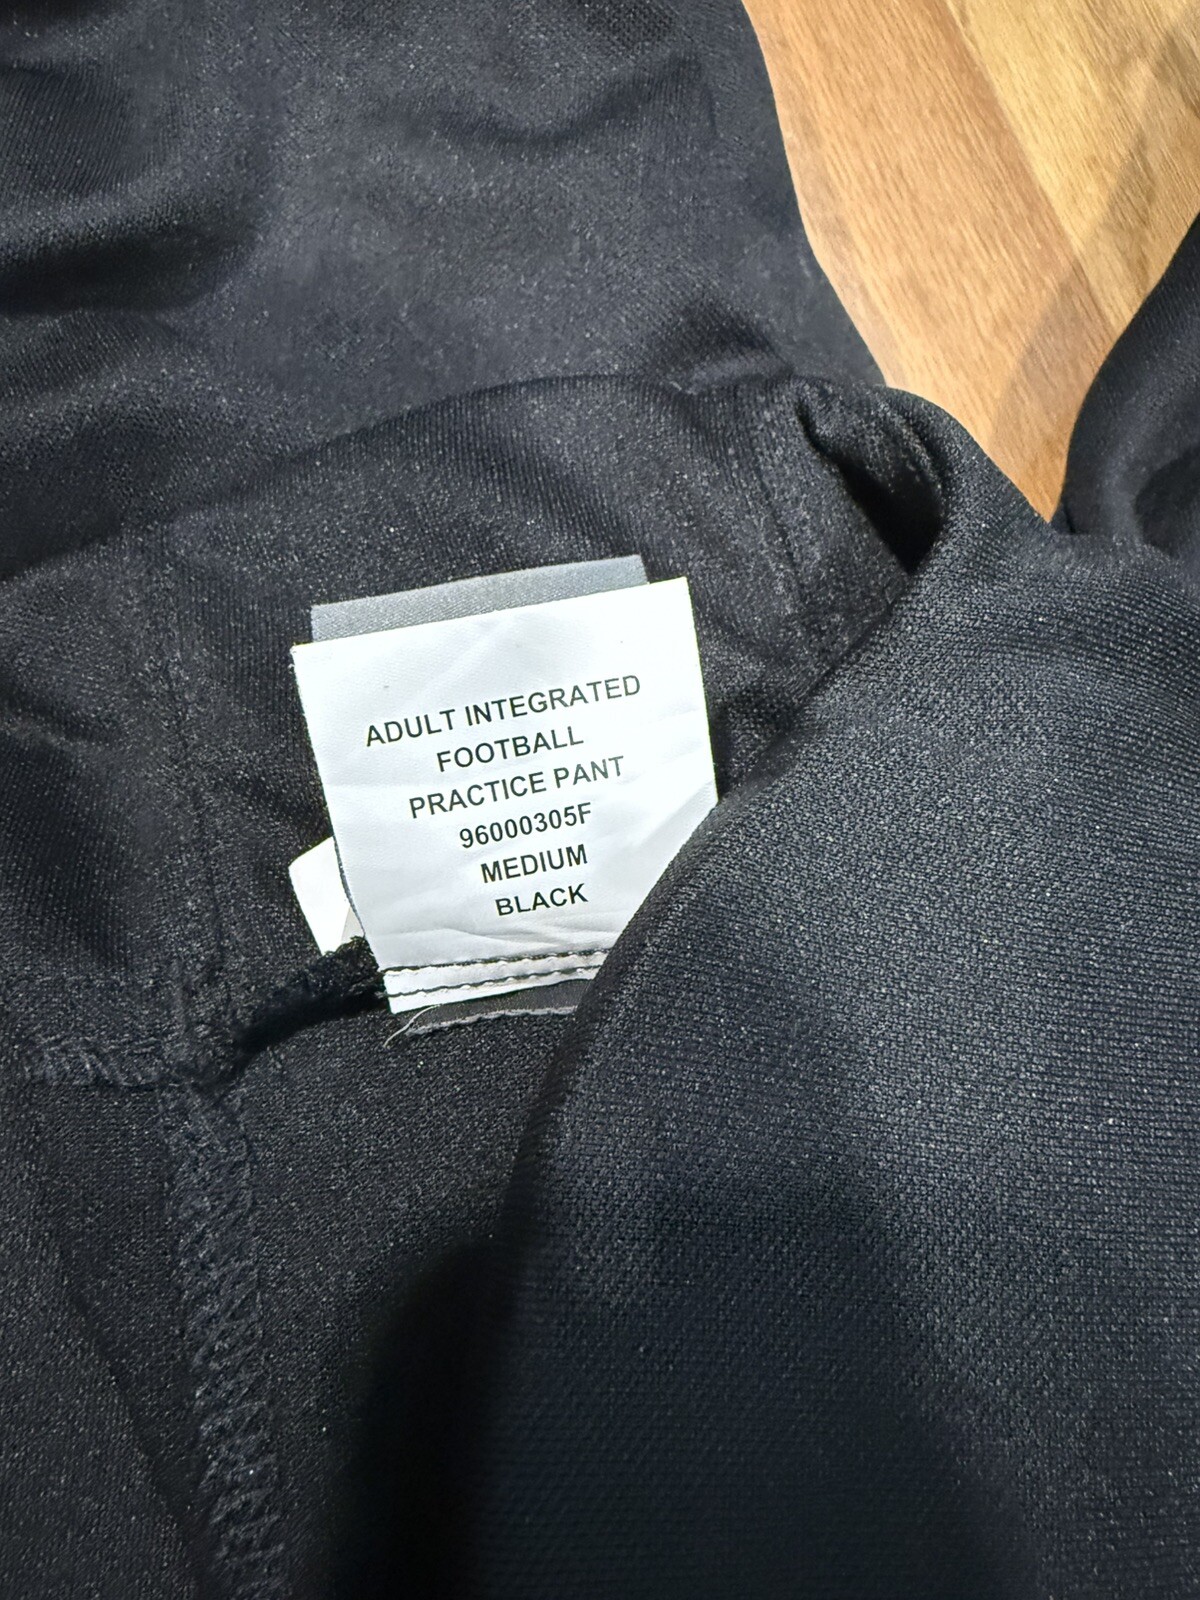 ADULT INTEGRATED
FOOTBALL
PRACTICE PANT
96000305F
MEDIUM
BLACK